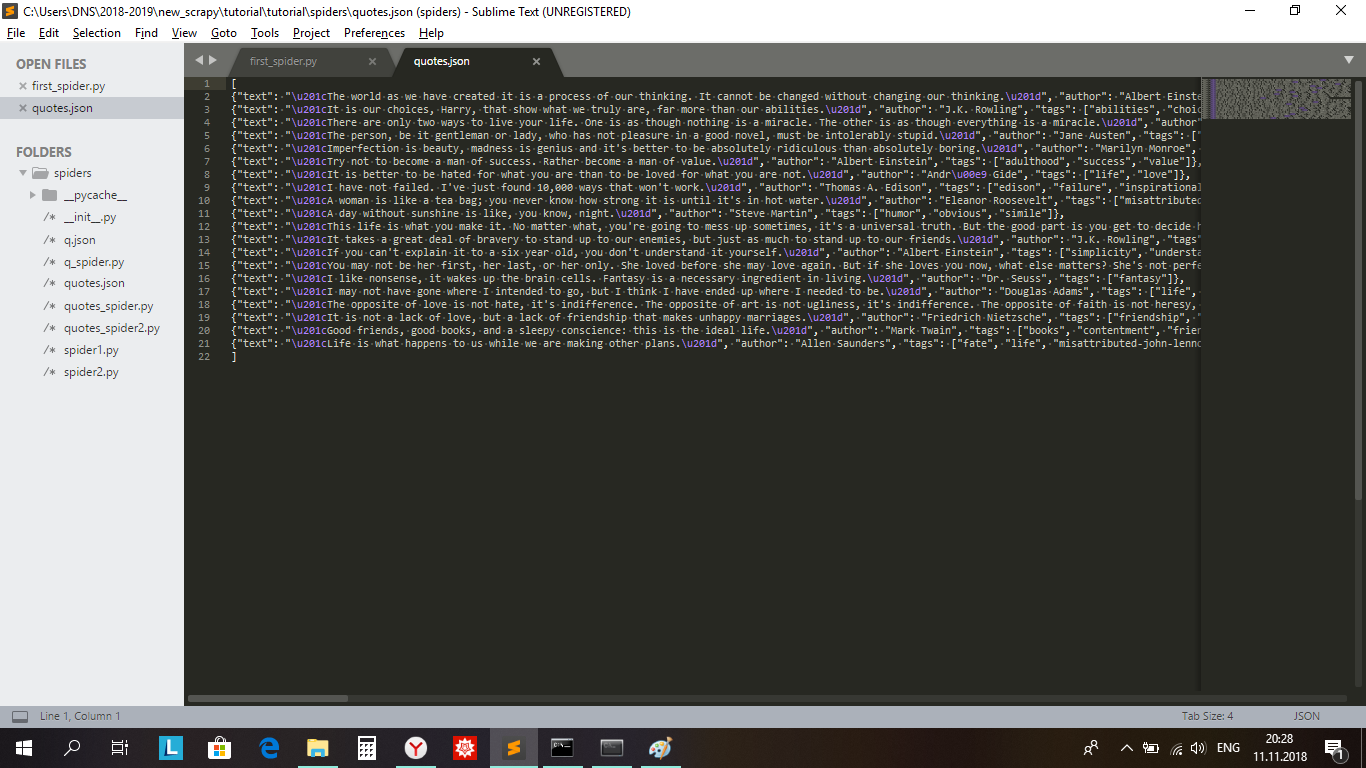 C:\Users\DNS\2018-2019\new_scrapy\tutorial\tutorial\spiders\quotes.json (spiders) - Sublime Text (UNREGISTERED)
File Edit Selection Find View Goto Tools Project Preferences Help
OPEN FILES
first_spider.py
quotes.json
FOLDERS
spiders
__pycache__
__init__.py
q.json
q_spider.py
quotes.json
quotes_spider.py
quotes_spider2.py
spider1.py
spider2.py
first_spider.py quotes.json
1 [
2 {"text": "\u201cThe world as we have created it is a process of our thinking. It cannot be changed without changing our thinking.\u201d", "author": "Albert Einste
3 {"text": "\u201cIt is our choices, Harry, that show what we truly are, far more than our abilities.\u201d", "author": "J.K. Rowling", "tags": ["abilities", "choic
4 {"text": "\u201cThere are only two ways to live your life. One is as though nothing is a miracle. The other is as though everything is a miracle.\u201d", "author"
5 {"text": "\u201cThe person, be it gentleman or lady, who has not pleasure in a good novel, must be intolerably stupid.\u201d", "author": "Jane Austen", "tags": ["
6 {"text": "\u201cImperfection is beauty, madness is genius and it's better to be absolutely ridiculous than absolutely boring.\u201d", "author": "Marilyn Monroe",
7 {"text": "\u201cTry not to become a man of success. Rather become a man of value.\u201d", "author": "Albert Einstein", "tags": ["adulthood", "success", "value"]},
8 {"text": "\u201cIt is better to be hated for what you are than to be loved for what you are not.\u201d", "author": "Andr\u00e9 Gide", "tags": ["life", "love"]},
9 {"text": "\u201cI have not failed. I've just found 10,000 ways that won't work.\u201d", "author": "Thomas A. Edison", "tags": ["edison", "failure", "inspirational
10 {"text": "\u201cA woman is like a tea bag; you never know how strong it is until it's in hot water.\u201d", "author": "Eleanor Roosevelt", "tags": ["misattributed
11 {"text": "\u201cA day without sunshine is like, you know, night.\u201d", "author": "Steve Martin", "tags": ["humor", "obvious", "simile"]},
12 {"text": "\u201cThis life is what you make it. No matter what, you're going to mess up sometimes, it's a universal truth. But the good part is you get to decide h
13 {"text": "\u201cIt takes a great deal of bravery to stand up to our enemies, but just as much to stand up to our friends.\u201d", "author": "J.K. Rowling", "tags"
14 {"text": "\u201cIf you can't explain it to a six year old, you don't understand it yourself.\u201d", "author": "Albert Einstein", "tags": ["simplicity", "understa
15 {"text": "\u201cYou may not be her first, her last, or her only. She loved before she may love again. But if she loves you now, what else matters? She's not perfe
16 {"text": "\u201cI like nonsense, it wakes up the brain cells. Fantasy is a necessary ingredient in living.\u201d", "author": "Dr. Seuss", "tags": ["fantasy"]},
17 {"text": "\u201cI may not have gone where I intended to go, but I think I have ended up where I needed to be.\u201d", "author": "Douglas Adams", "tags": ["life",
18 {"text": "\u201cThe opposite of love is not hate, it's indifference. The opposite of art is not ugliness, it's indifference. The opposite of faith is not heresy,
19 {"text": "\u201cIt is not a lack of love, but a lack of friendship that makes unhappy marriages.\u201d", "author": "Friedrich Nietzsche", "tags": ["friendship", "
20 {"text": "\u201cGood friends, good books, and a sleepy conscience: this is the ideal life.\u201d", "author": "Mark Twain", "tags": ["books", "contentment", "frien
21 {"text": "\u201cLife is what happens to us while we are making other plans.\u201d", "author": "Allen Saunders", "tags": ["fate", "life", "misattributed-john-lenno
22 ]
Line 1, Column 1 Tab Size: 4 JSON
ENG 20:28
11.11.2018